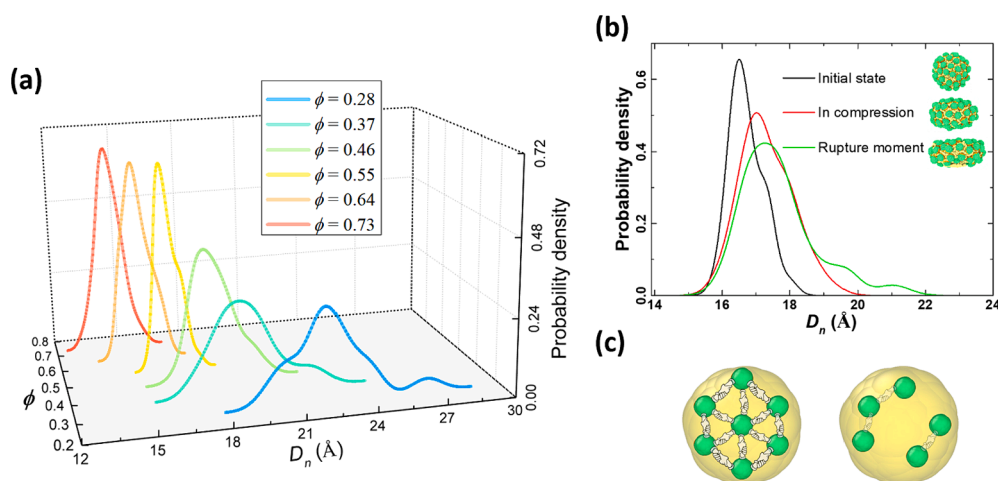 (a)
ϕ = 0.28
ϕ = 0.37
ϕ = 0.46
ϕ = 0.55
ϕ = 0.64
ϕ = 0.73
0.72
0.48
0.24
0.00
Probability density
0.8
0.7
0.6
0.5
0.4
0.3
0.2
ϕ
12
15
18
21
24
27
30
Dn (Å)
(b)
Initial state
In compression
Rupture moment
Probability density
0.6
0.4
0.2
0.0
14
16
18
20
22
24
Dn (Å)
(c)